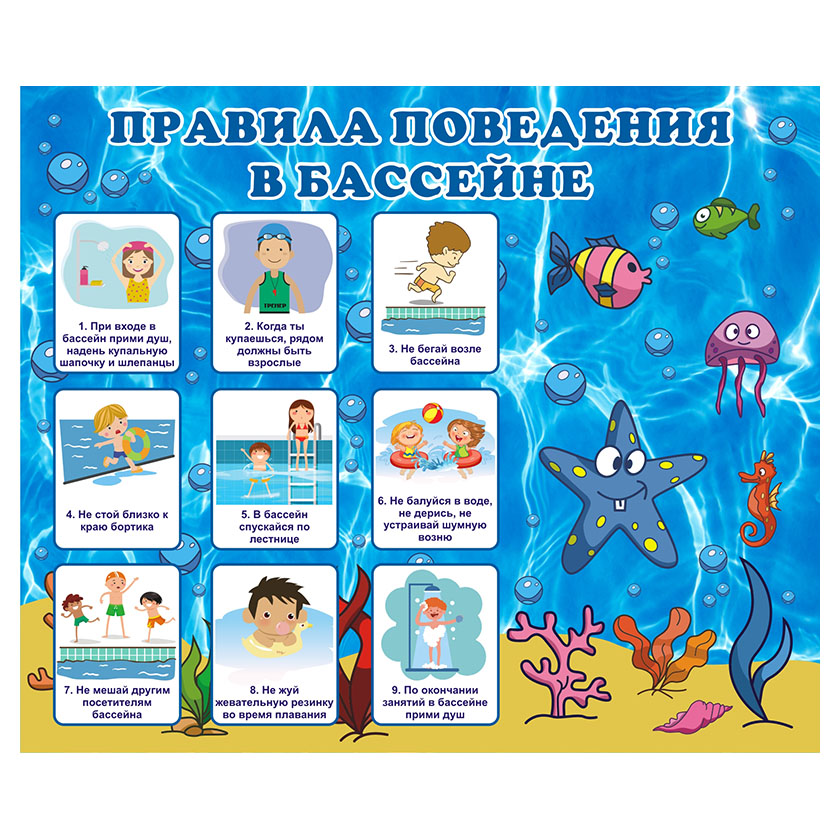 ПРАВИЛА ПОВЕДЕНИЯ
В БАССЕЙНЕ
1. При входе в
бассейн прими душ,
надень купальную
шапочку и шлепанцы
ТРЕНЕР
2. Когда ты
купаешься, рядом
должны быть
взрослые
3. Не бегай возле
бассейна
4. Не стой близко к
краю бортика
5. В бассейн
спускайся по
лестнице
6. Не балуйся в воде,
не дерись, не
устраивай шумную
возню
7. Не мешай другим
посетителям
бассейна
8. Не жуй
жевательную резинку
во время плавания
9. По окончании
занятий в бассейне
прими душ